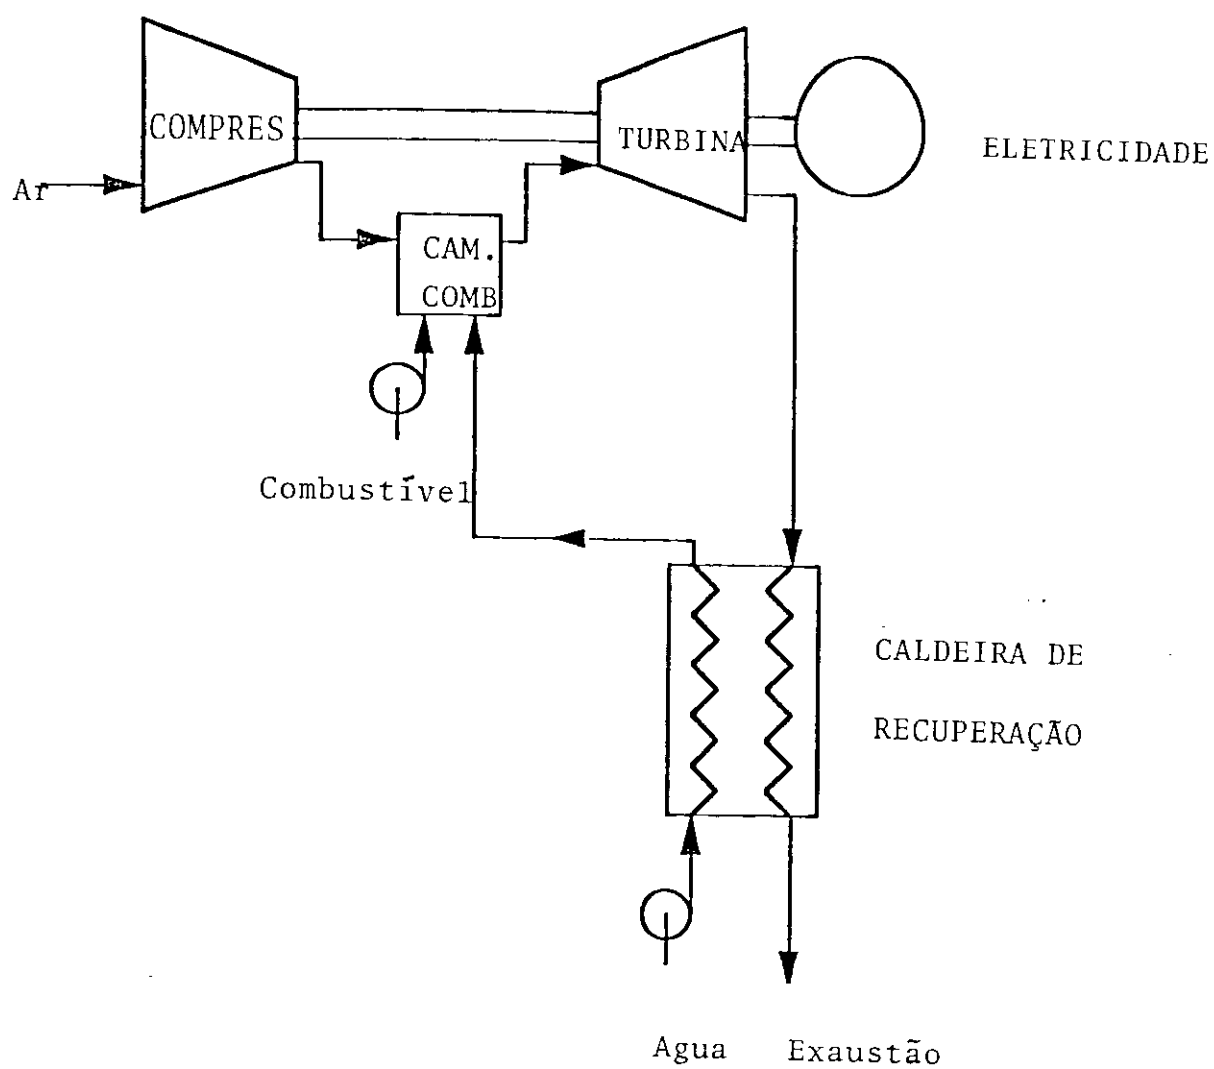 COMPRES
TURBINA
ELETRICIDADE
Ar
CAM.
COMB
Combustível
CALDEIRA DE
RECUPERAÇÃO
Agua
Exaustão